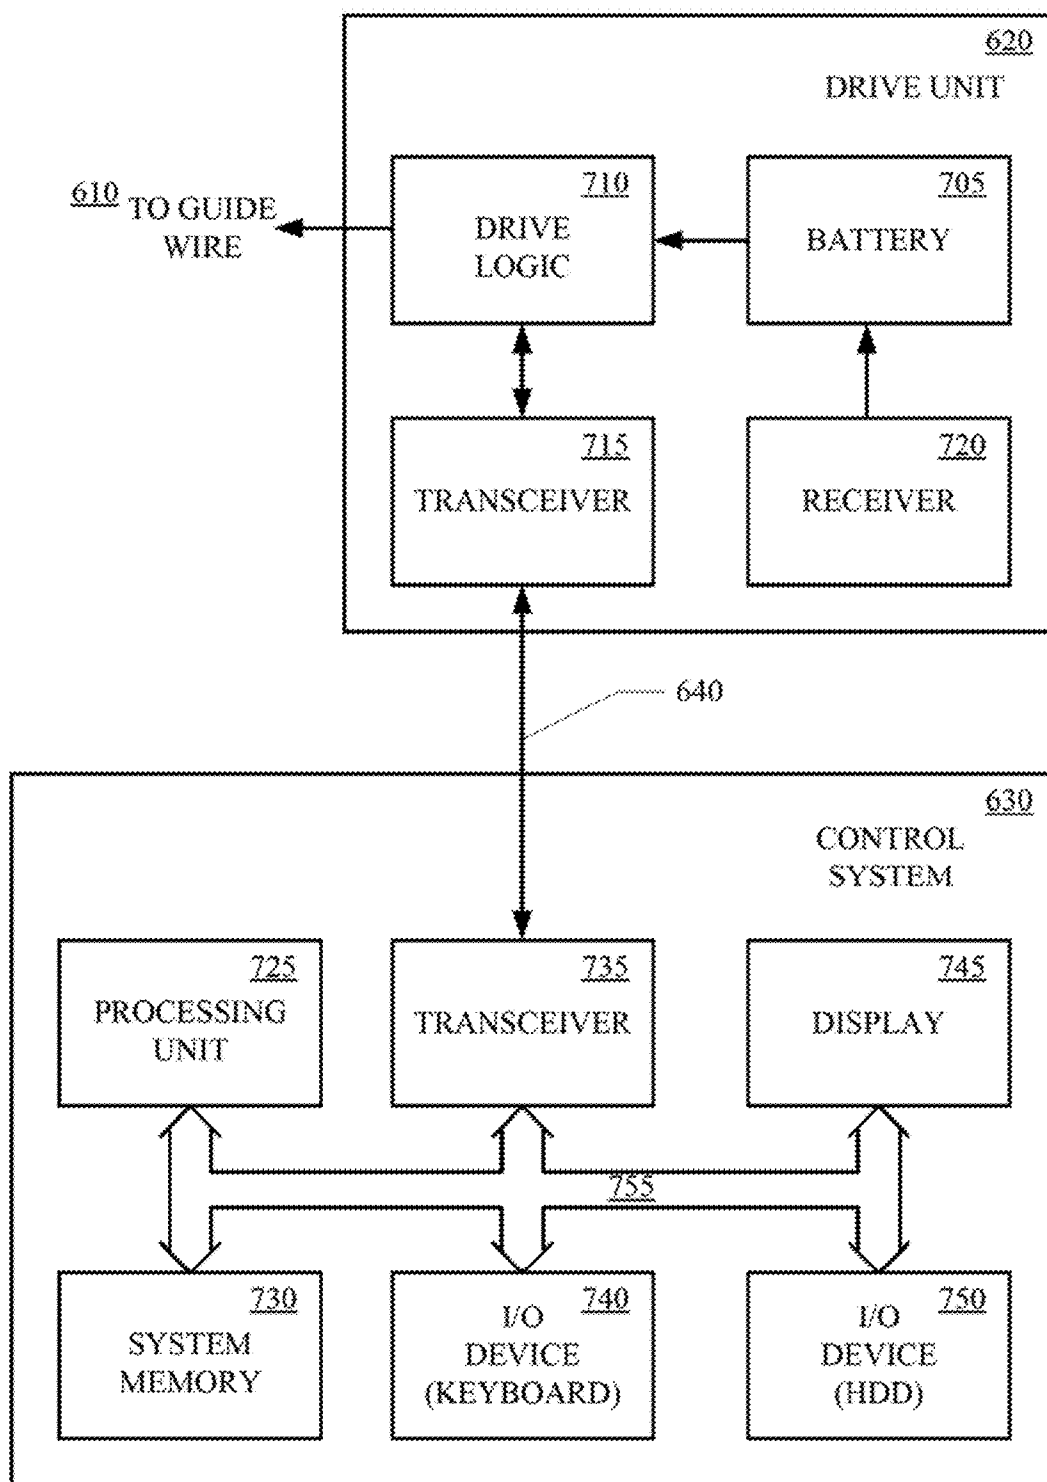 620
DRIVE UNIT
610 TO GUIDE
WIRE
710
DRIVE
LOGIC
705
BATTERY
715
TRANSCEIVER
720
RECEIVER
640
630
CONTROL
SYSTEM
725
PROCESSING
UNIT
735
TRANSCEIVER
745
DISPLAY
755
730
SYSTEM
MEMORY
740
I/O
DEVICE
(KEYBOARD)
750
I/O
DEVICE
(HDD)